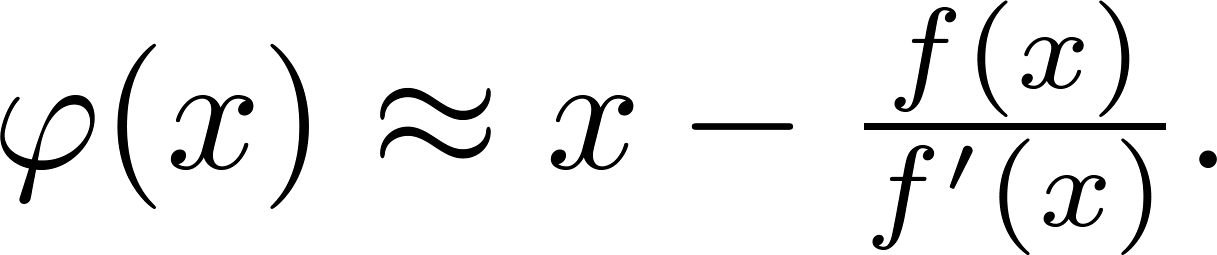 φ(x) ≈ x − f(x)/f′(x).